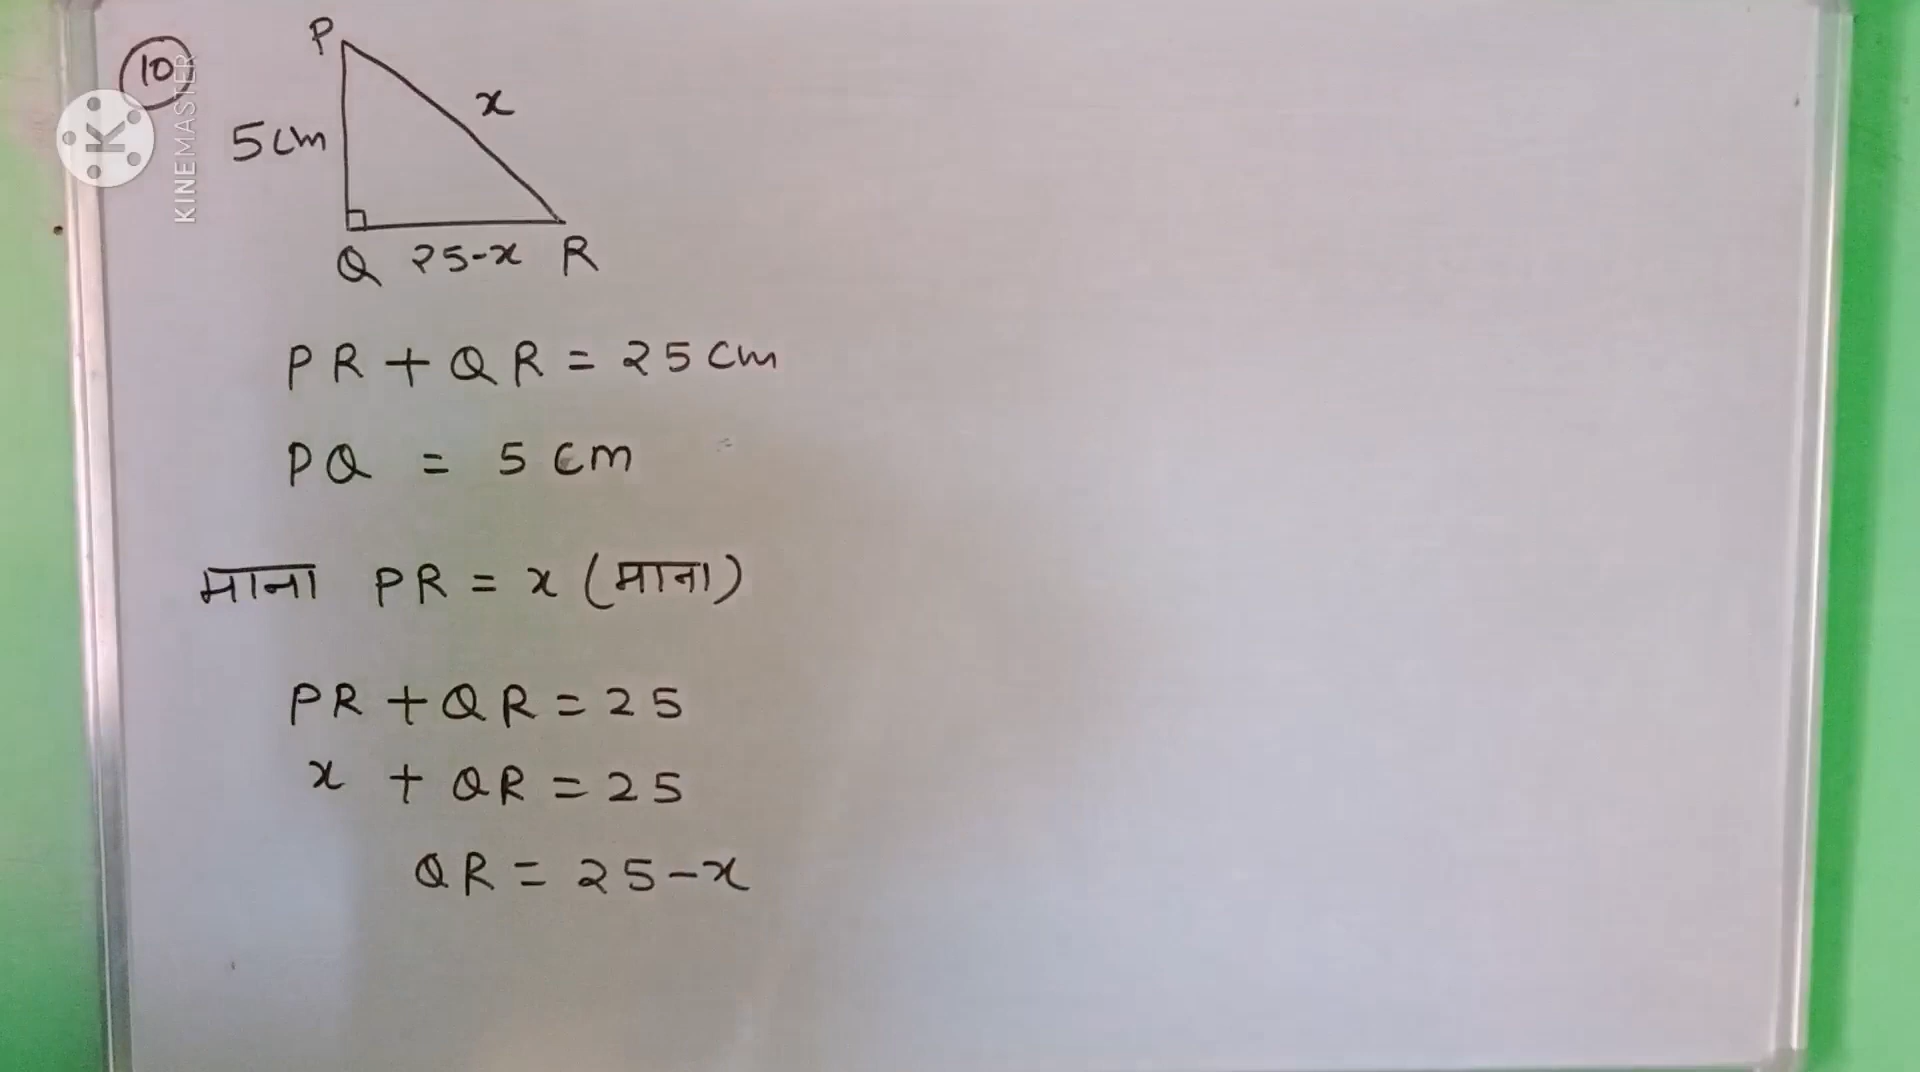 10
P
x
5cm
Q 25-x R
PR + QR = 25 cm
PQ = 5 cm
माना PR = x (माना)
PR + QR = 25
x + QR = 25
QR = 25-x
K
KINEMASTER